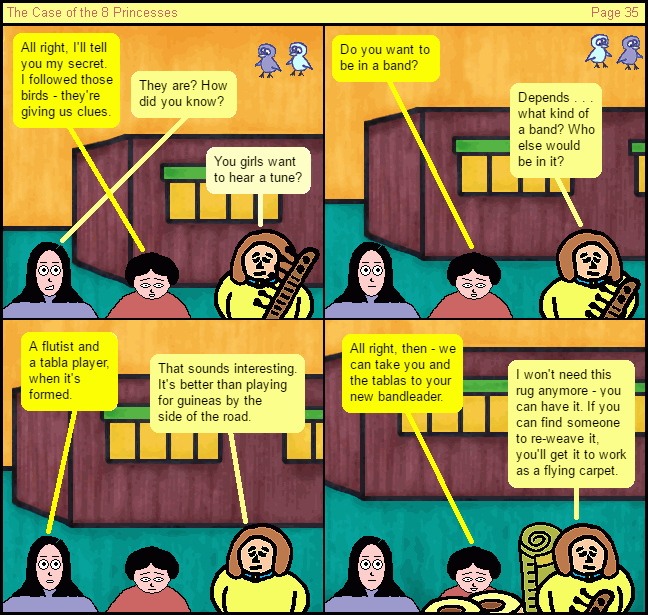 The Case of the 8 Princesses
Page 35
All right, I'll tell
you my secret.
I followed those
birds - they're
giving us clues.
They are? How
did you know?
You girls want
to hear a tune?
Do you want to
be in a band?
Depends . . .
what kind of
a band? Who
else would
be in it?
A flutist and
a tabla player,
when it's
formed.
That sounds interesting.
It's better than playing
for guineas by the
side of the road.
All right, then - we
can take you and
the tablas to your
new bandleader.
I won't need this
rug anymore - you
can have it. If you
can find someone
to re-weave it,
you'll get it to work
as a flying carpet.